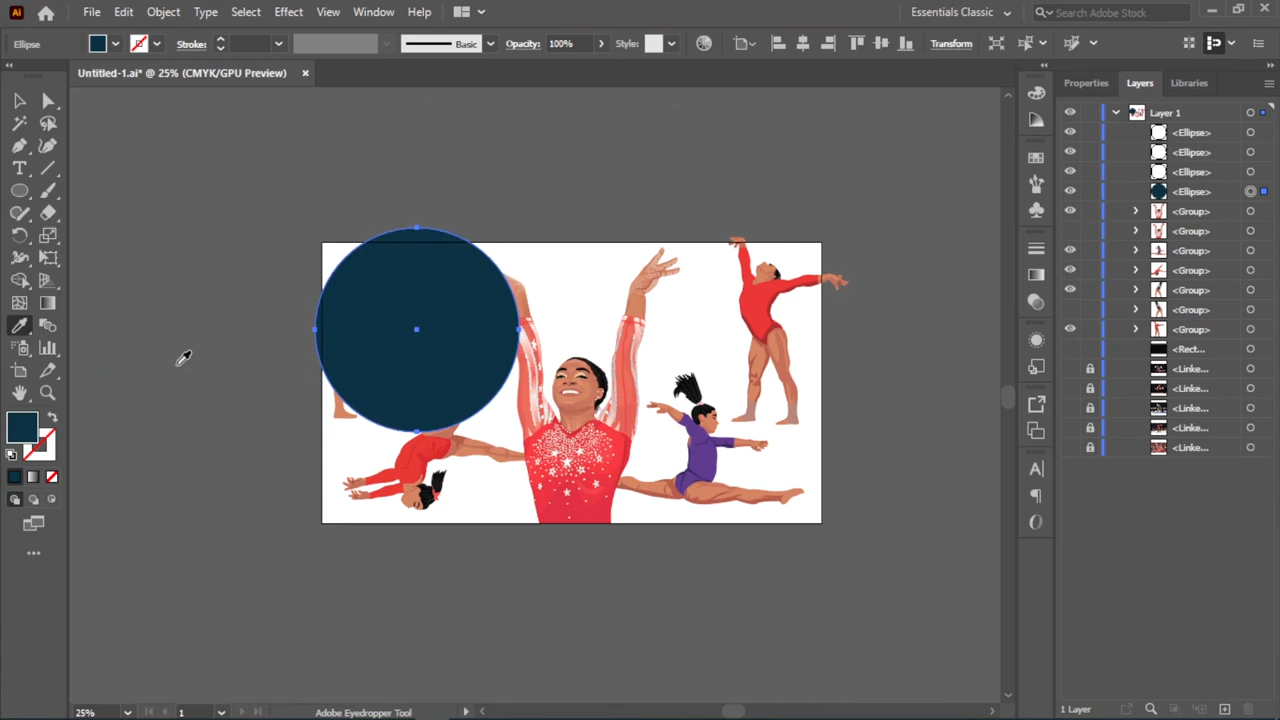 Ai File Edit Object Type Select Effect View Window Help Essentials Classic Search Adobe Stock
Ellipse Stroke: Basic Opacity: 100% Style: Transform
Untitled-1.ai* @ 25% (CMYK/GPU Preview) ×
Properties Layers Libraries
Layer 1
<Ellipse>
<Ellipse>
<Ellipse>
<Ellipse>
<Group>
<Group>
<Group>
<Group>
<Group>
<Group>
<Group>
<Rect...
<Linke...
<Linke...
<Linke...
<Linke...
<Linke...
25% 1 Adobe Eyedropper Tool 1 Layer